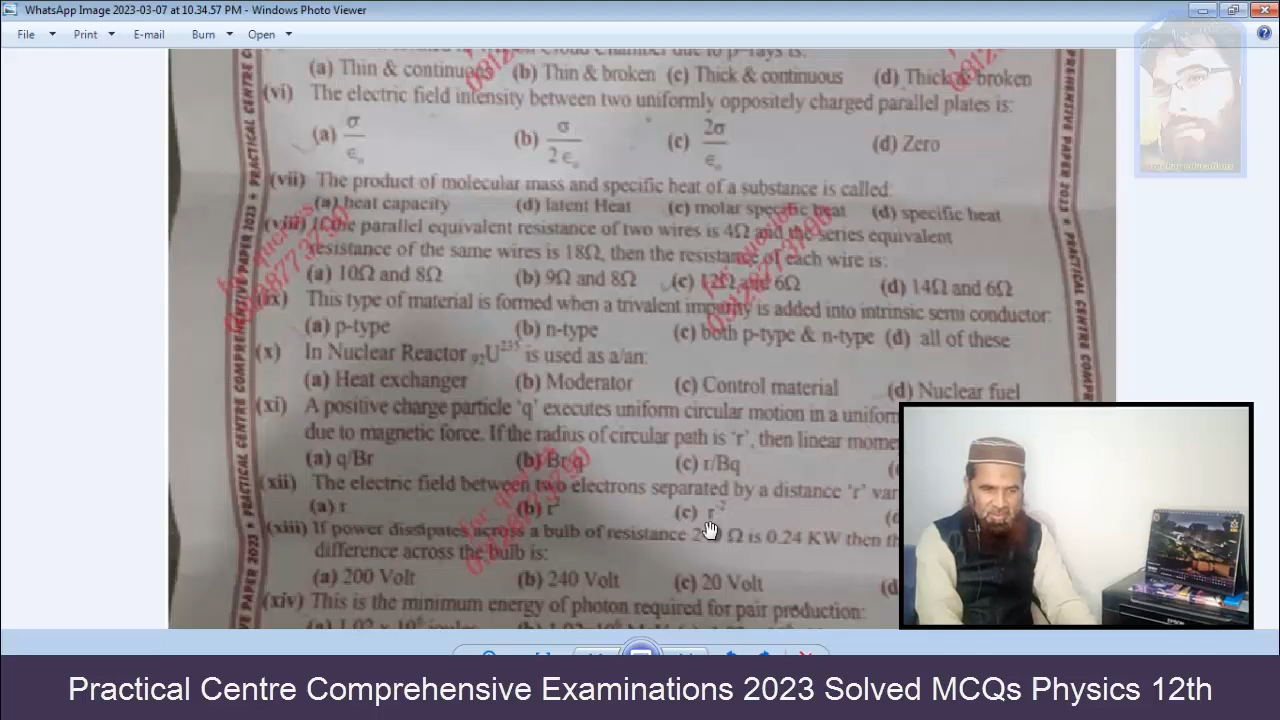 WhatsApp Image 2023-03-07 at 10.34.57 PM - Windows Photo Viewer
File Print E-mail Burn Open
Cloud Chamber due to β-rays is:
(a) Thin & continuous (b) Thin & broken (c) Thick & continuous (d) Thick & broken
(vi) The electric field intensity between two uniformly oppositely charged parallel plates is:
(a) σ/ϵ₀ (b) σ/2ϵ₀ (c) 2σ/ϵ₀ (d) Zero
(vii) The product of molecular mass and specific heat of a substance is called:
(a) heat capacity (d) latent Heat (c) molar specific heat (d) specific heat
(viii) If the parallel equivalent resistance of two wires is 4Ω and the series equivalent
resistance of the same wires is 18Ω, then the resistance of each wire is:
(a) 10Ω and 8Ω (b) 9Ω and 8Ω (c) 12Ω and 6Ω (d) 14Ω and 6Ω
(ix) This type of material is formed when a trivalent impurity is added into intrinsic semi conductor:
(a) p-type (b) n-type (c) both p-type & n-type (d) all of these
(x) In Nuclear Reactor ₉₂U²³⁵ is used as a/an:
(a) Heat exchanger (b) Moderator (c) Control material (d) Nuclear fuel
(xi) A positive charge particle 'q' executes uniform circular motion in a uniform
due to magnetic force. If the radius of circular path is 'r', then linear
(a) q/Br (b) Brq (c) r/Bq
(xii) The electric field between two electrons separated by a distance 'r'
(a) r (b) (c) r⁻²
(xiii) If power dissipates across a bulb of resistance Ω is 0.24 KW then
difference across the bulb is:
(a) 200 Volt (b) 240 Volt (c) 20 Volt
(xiv) This is the minimum energy of photon required for pair production:
PRACTICAL CENTRE COMPREHENSIVE PAPER 2023
EPSON
Practical Centre Comprehensive Examinations 2023 Solved MCQs Physics 12th